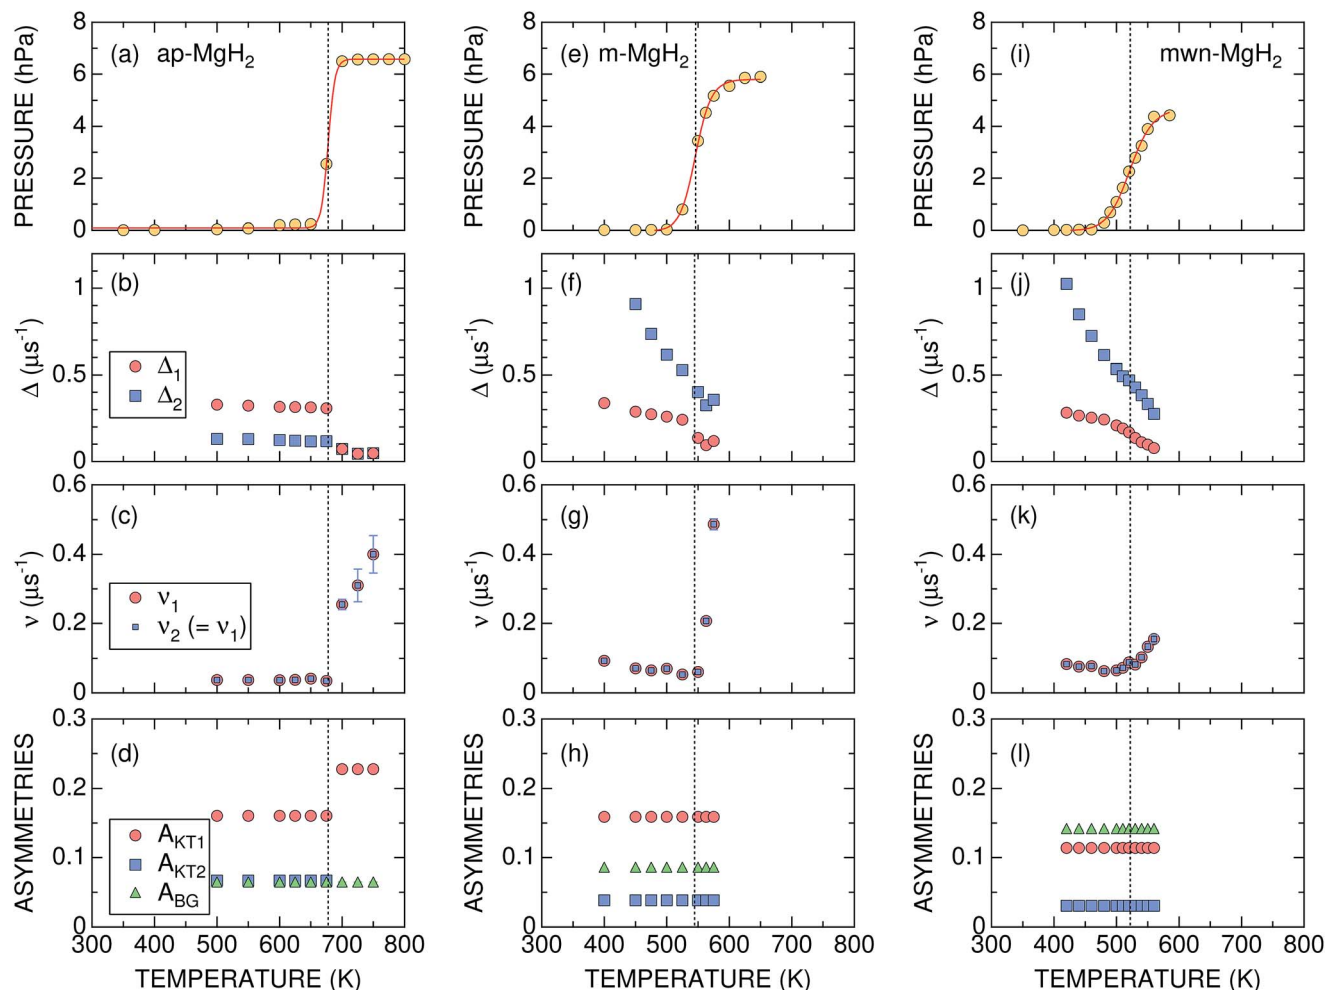 8
6
4
2
0
PRESSURE (hPa)
(a) ap-MgH₂
8
6
4
2
0
PRESSURE (hPa)
(e) m-MgH₂
8
6
4
2
0
PRESSURE (hPa)
(i) mwn-MgH₂
1
0.5
0
Δ (μs⁻¹)
(b)
Δ₁
Δ₂
1
0.5
0
Δ (μs⁻¹)
(f)
1
0.5
0
Δ (μs⁻¹)
(j)
0.6
0.4
0.2
0
ν (μs⁻¹)
(c)
ν₁
ν₂ (= ν₁)
0.6
0.4
0.2
0
ν (μs⁻¹)
(g)
0.6
0.4
0.2
0
ν (μs⁻¹)
(k)
0.3
0.2
0.1
0
ASYMMETRIES
(d)
A_KT1
A_KT2
A_BG
300 400 500 600 700 800
TEMPERATURE (K)
0.3
0.2
0.1
0
ASYMMETRIES
(h)
300 400 500 600 700 800
TEMPERATURE (K)
0.3
0.2
0.1
0
ASYMMETRIES
(l)
300 400 500 600 700 800
TEMPERATURE (K)